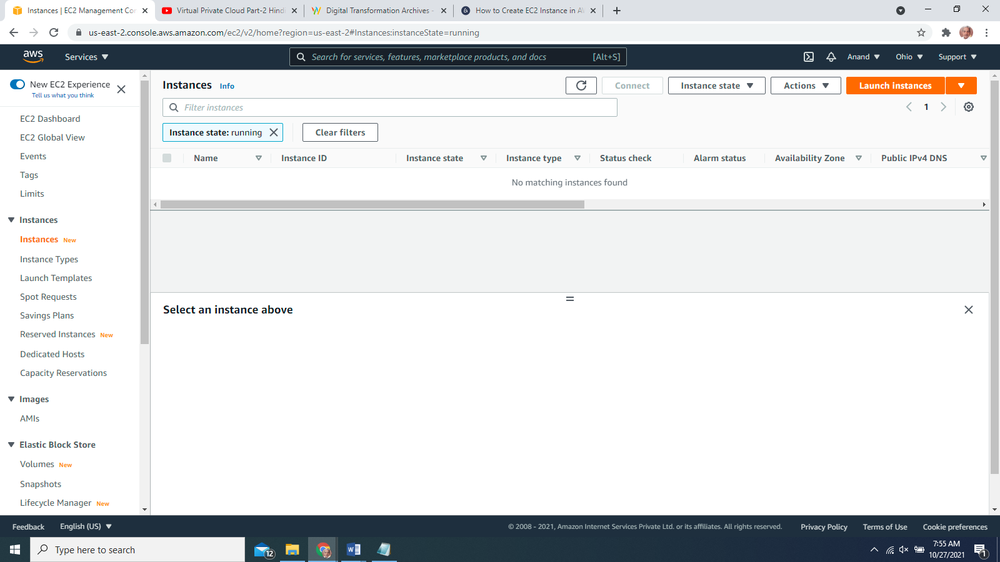 Instances | EC2 Management Con
Virtual Private Cloud Part-2 Hindi
Digital Transformation Archives -
How to Create EC2 Instance in AW
us-east-2.console.aws.amazon.com/ec2/v2/home?region=us-east-2#Instances:instanceState=running
aws
Services
Search for services, features, marketplace products, and docs
[Alt+S]
Anand
Ohio
Support
New EC2 Experience
Tell us what you think
EC2 Dashboard
EC2 Global View
Events
Tags
Limits
Instances
Instances New
Instance Types
Launch Templates
Spot Requests
Savings Plans
Reserved Instances New
Dedicated Hosts
Capacity Reservations
Images
AMIs
Elastic Block Store
Volumes New
Snapshots
Lifecycle Manager New
Instances Info
Connect
Instance state
Actions
Launch instances
Filter instances
1
Instance state: running
Clear filters
Name
Instance ID
Instance state
Instance type
Status check
Alarm status
Availability Zone
Public IPv4 DNS
No matching instances found
Select an instance above
Feedback
English (US)
© 2008 - 2021, Amazon Internet Services Private Ltd. or its affiliates. All rights reserved.
Privacy Policy
Terms of Use
Cookie preferences
Type here to search
12
7:55 AM
10/27/2021
1